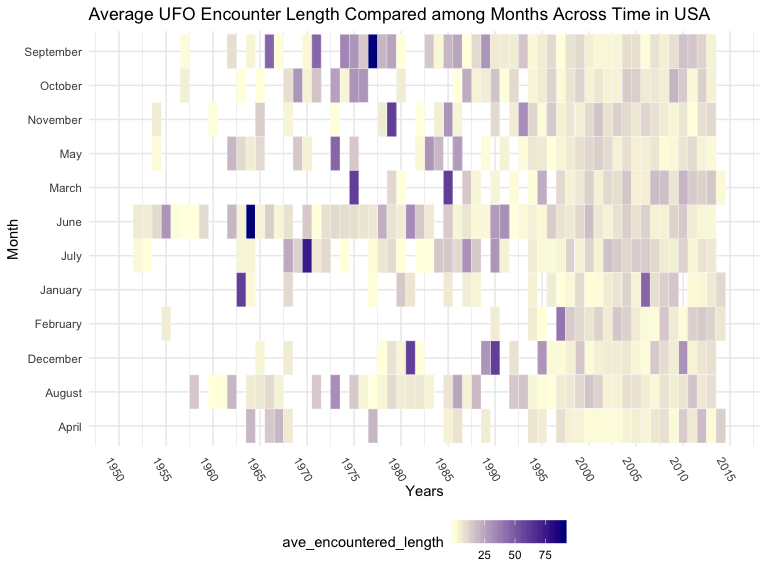 Average UFO Encounter Length Compared among Months Across Time in USA
September
October
November
May
March
June
July
January
February
December
August
April
Month
1950 1955 1960 1965 1970 1975 1980 1985 1990 1995 2000 2005 2010 2015
Years
ave_encountered_length
25 50 75